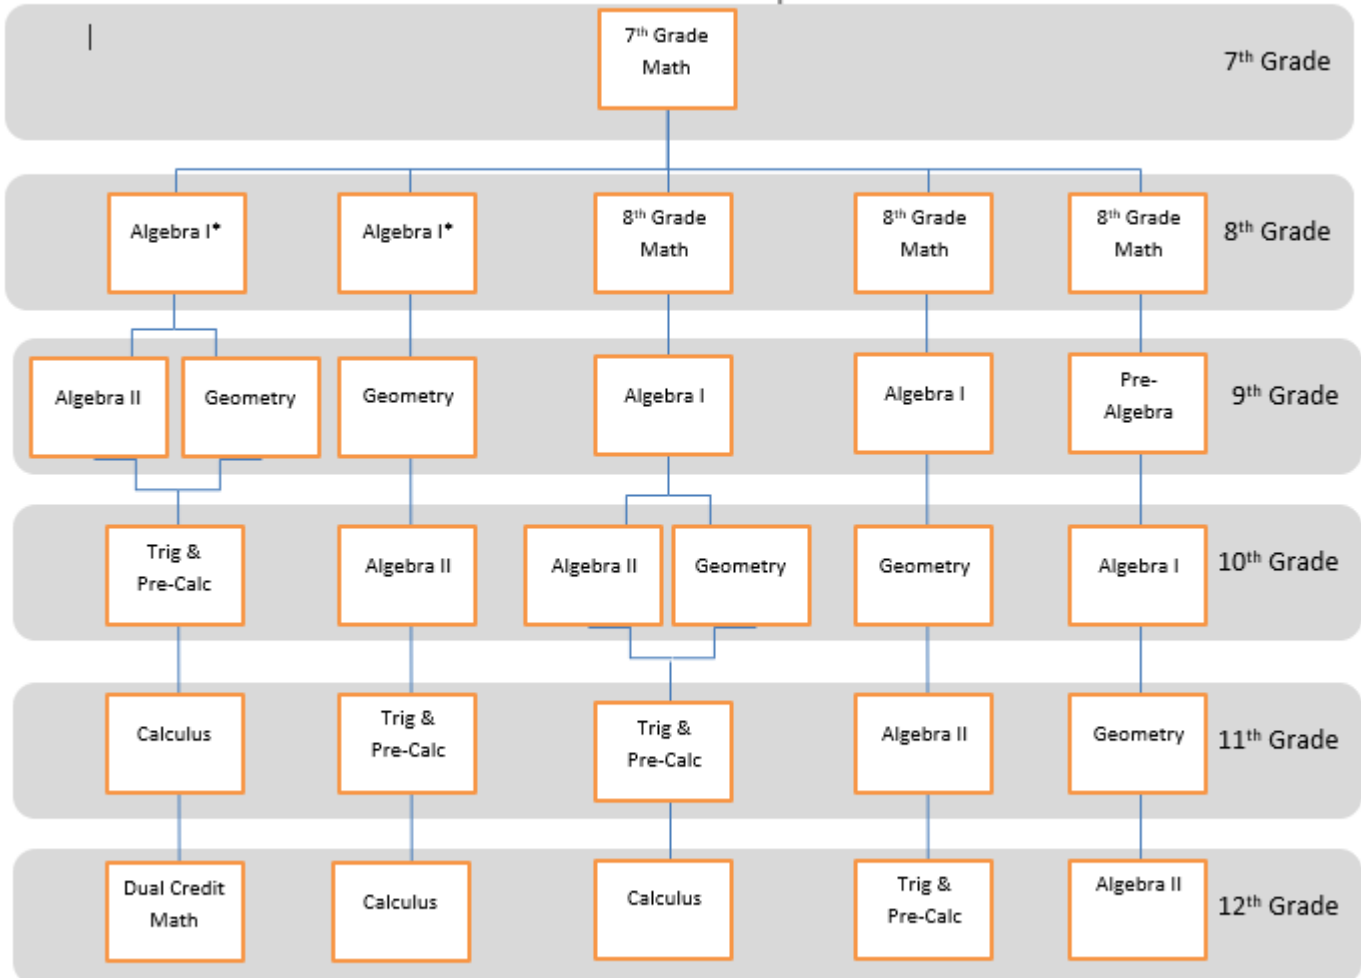 7th Grade
Math
7th Grade
Algebra I*
Algebra I*
8th Grade
Math
8th Grade
Math
8th Grade
Math
8th Grade
Algebra II
Geometry
Geometry
Algebra I
Algebra I
Pre-
Algebra
9th Grade
Trig &
Pre-Calc
Algebra II
Algebra II
Geometry
Geometry
Algebra I
10th Grade
Calculus
Trig &
Pre-Calc
Trig &
Pre-Calc
Algebra II
Geometry
11th Grade
Dual Credit
Math
Calculus
Calculus
Trig &
Pre-Calc
Algebra II
12th Grade